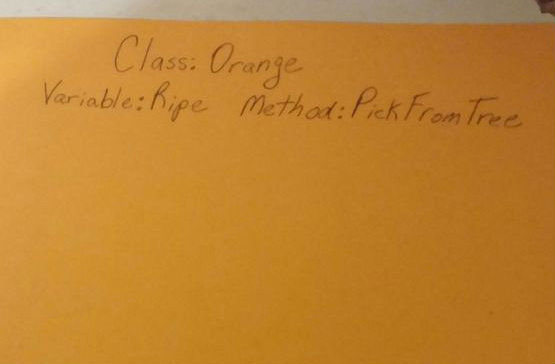 Class: Orange
Variable: Ripe Method: PickFromTree